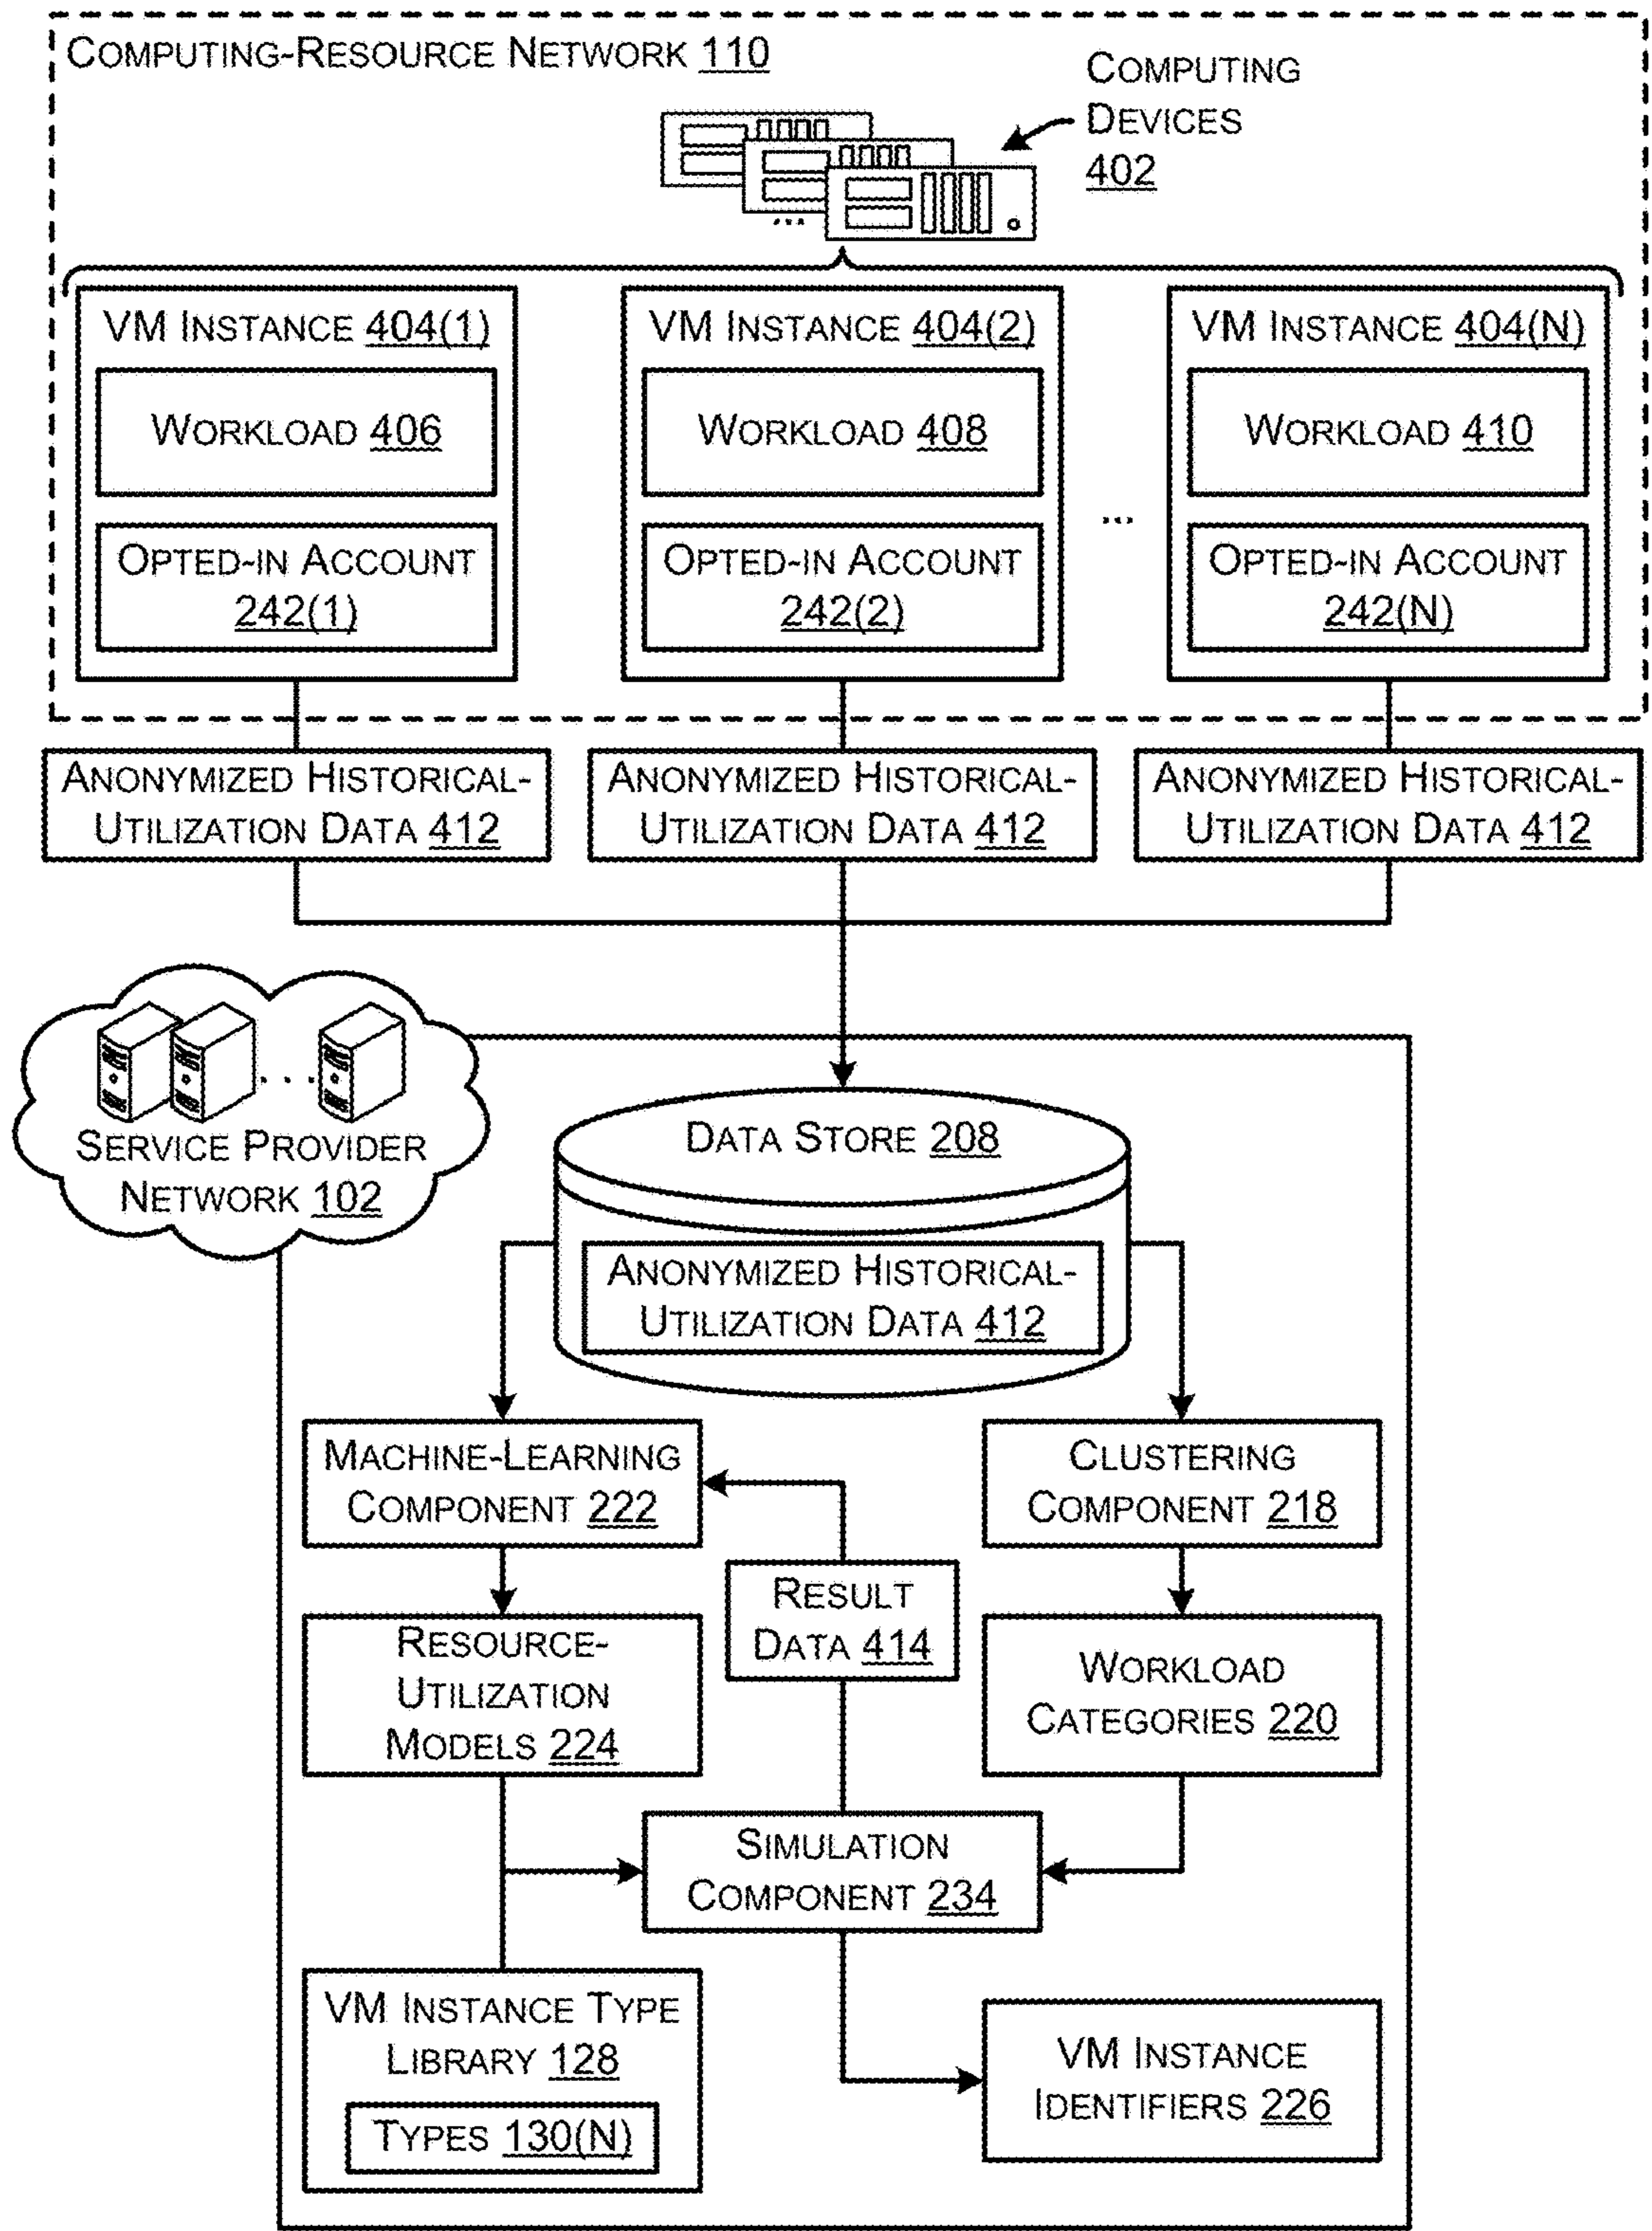 COMPUTING-RESOURCE NETWORK 110
COMPUTING
DEVICES
402
...
VM INSTANCE 404(1)
WORKLOAD 406
OPTED-IN ACCOUNT
242(1)
VM INSTANCE 404(2)
WORKLOAD 408
OPTED-IN ACCOUNT
242(2)
...
VM INSTANCE 404(N)
WORKLOAD 410
OPTED-IN ACCOUNT
242(N)
ANONYMIZED HISTORICAL-
UTILIZATION DATA 412
ANONYMIZED HISTORICAL-
UTILIZATION DATA 412
ANONYMIZED HISTORICAL-
UTILIZATION DATA 412
...
SERVICE PROVIDER
NETWORK 102
DATA STORE 208
ANONYMIZED HISTORICAL-
UTILIZATION DATA 412
MACHINE-LEARNING
COMPONENT 222
CLUSTERING
COMPONENT 218
RESULT
DATA 414
RESOURCE-
UTILIZATION
MODELS 224
WORKLOAD
CATEGORIES 220
SIMULATION
COMPONENT 234
VM INSTANCE TYPE
LIBRARY 128
TYPES 130(N)
VM INSTANCE
IDENTIFIERS 226